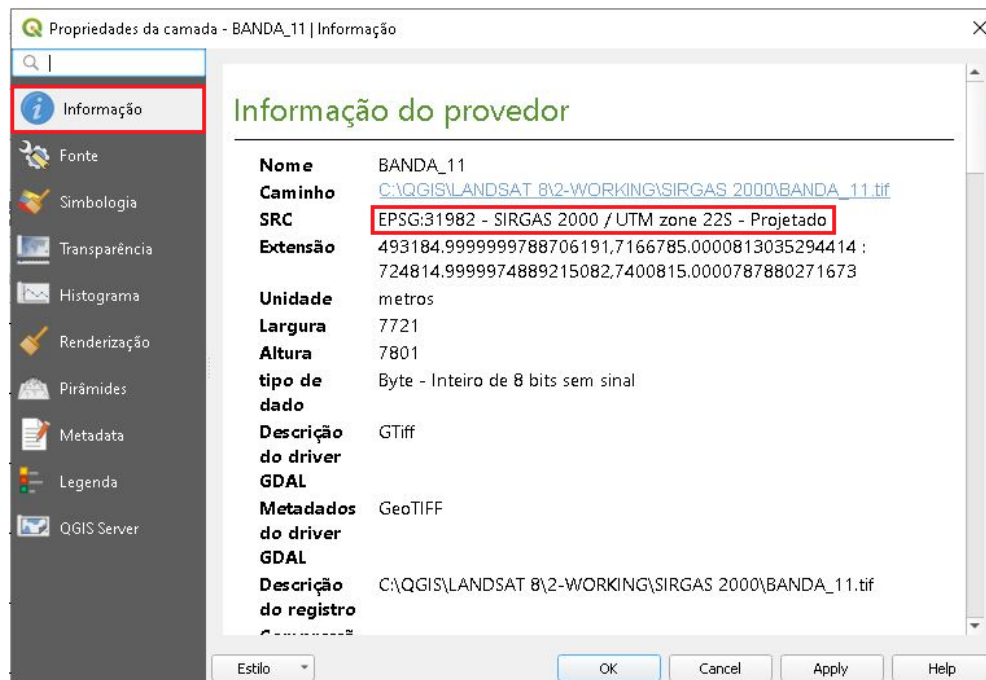 Propriedades da camada - BANDA_11 | Informação
Informação
Fonte
Simbologia
Transparência
Histograma
Renderização
Pirâmides
Metadata
Legenda
QGIS Server
Informação do provedor
Nome BANDA_11
Caminho C:\QGIS\LANDSAT 8\2-WORKING\SIRGAS 2000\BANDA_11.tif
SRC EPSG:31982 - SIRGAS 2000 / UTM zone 22S - Projetado
Extensão 493184.9999999788706191,7166785.0000813035294414 :
724814.9999974889215082,7400815.0000787880271673
Unidade metros
Largura 7721
Altura 7801
tipo de Byte - Inteiro de 8 bits sem sinal
dado
Descrição GTiff
do driver
GDAL
Metadados GeoTIFF
do driver
GDAL
Descrição C:\QGIS\LANDSAT 8\2-WORKING\SIRGAS 2000\BANDA_11.tif
do registro
Estilo OK Cancel Apply Help